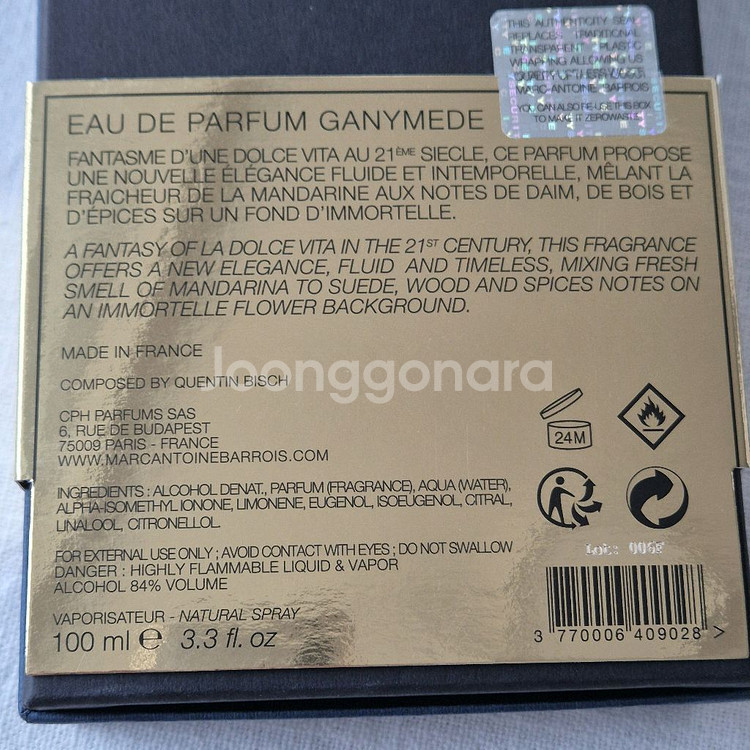 THIS AUTHENTICITY SEAL
REPLACES TRADITIONAL
TRANSPARENT PLASTIC
WRAPPING ALLOWING US
MARC-ANTOINE BARROIS
YOU CAN ALSO RE-USE THIS BOX
TO MAKE IT ZEROWASTE
EAU DE PARFUM GANYMEDE
FANTASME D'UNE DOLCE VITA AU 21ÈME SIECLE, CE PARFUM PROPOSE
UNE NOUVELLE ÉLÉGANCE FLUIDE ET INTEMPORELLE, MÊLANT LA
FRAICHEUR DE LA MANDARINE AUX NOTES DE DAIM, DE BOIS ET
D'ÉPICES SUR UN FOND D'IMMORTELLE.
A FANTASY OF LA DOLCE VITA IN THE 21ST CENTURY, THIS FRAGRANCE
OFFERS A NEW ELEGANCE, FLUID AND TIMELESS, MIXING FRESH
SMELL OF MANDARINA TO SUEDE, WOOD AND SPICES NOTES ON
AN IMMORTELLE FLOWER BACKGROUND.
MADE IN FRANCE
Joonggonara
COMPOSED BY QUENTIN BISCH
CPH PARFUMS SAS
6, RUE DE BUDAPEST
75009 PARIS - FRANCE
WWW.MARCANTOINEBARROIS.COM
24M
INGREDIENTS : ALCOHOL DENAT., PARFUM (FRAGRANCE), AQUA (WATER),
ALPHA-ISOMETHYL IONONE, LIMONENE, EUGENOL, ISOEUGENOL, CITRAL,
LINALOOL, CITRONELLOL.
FOR EXTERNAL USE ONLY ; AVOID CONTACT WITH EYES ; DO NOT SWALLOW
DANGER : HIGHLY FLAMMABLE LIQUID & VAPOR
ALCOHOL 84% VOLUME
VAPORISATEUR - NATURAL SPRAY
100 ml ℮ 3.3 fl. oz
3 770006 409028 >